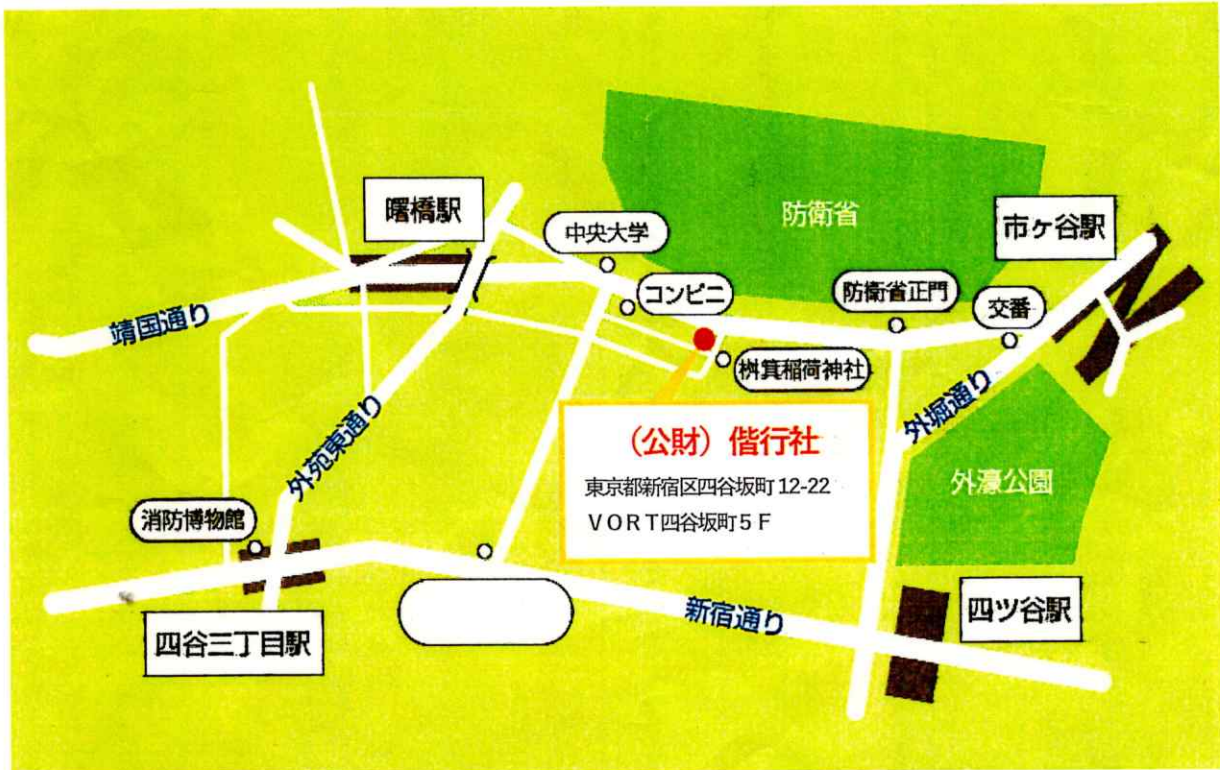 防衛省
曙橋駅
市ヶ谷駅
中央大学
コンビニ
防衛省正門
交番
靖国通り
桝箕稲荷神社
外堀通り
外苑東通り
(公財) 偕行社
東京都新宿区四谷坂町 12-22
VORT四谷坂町5F
外濠公園
消防博物館
新宿通り
四ツ谷駅
四谷三丁目駅